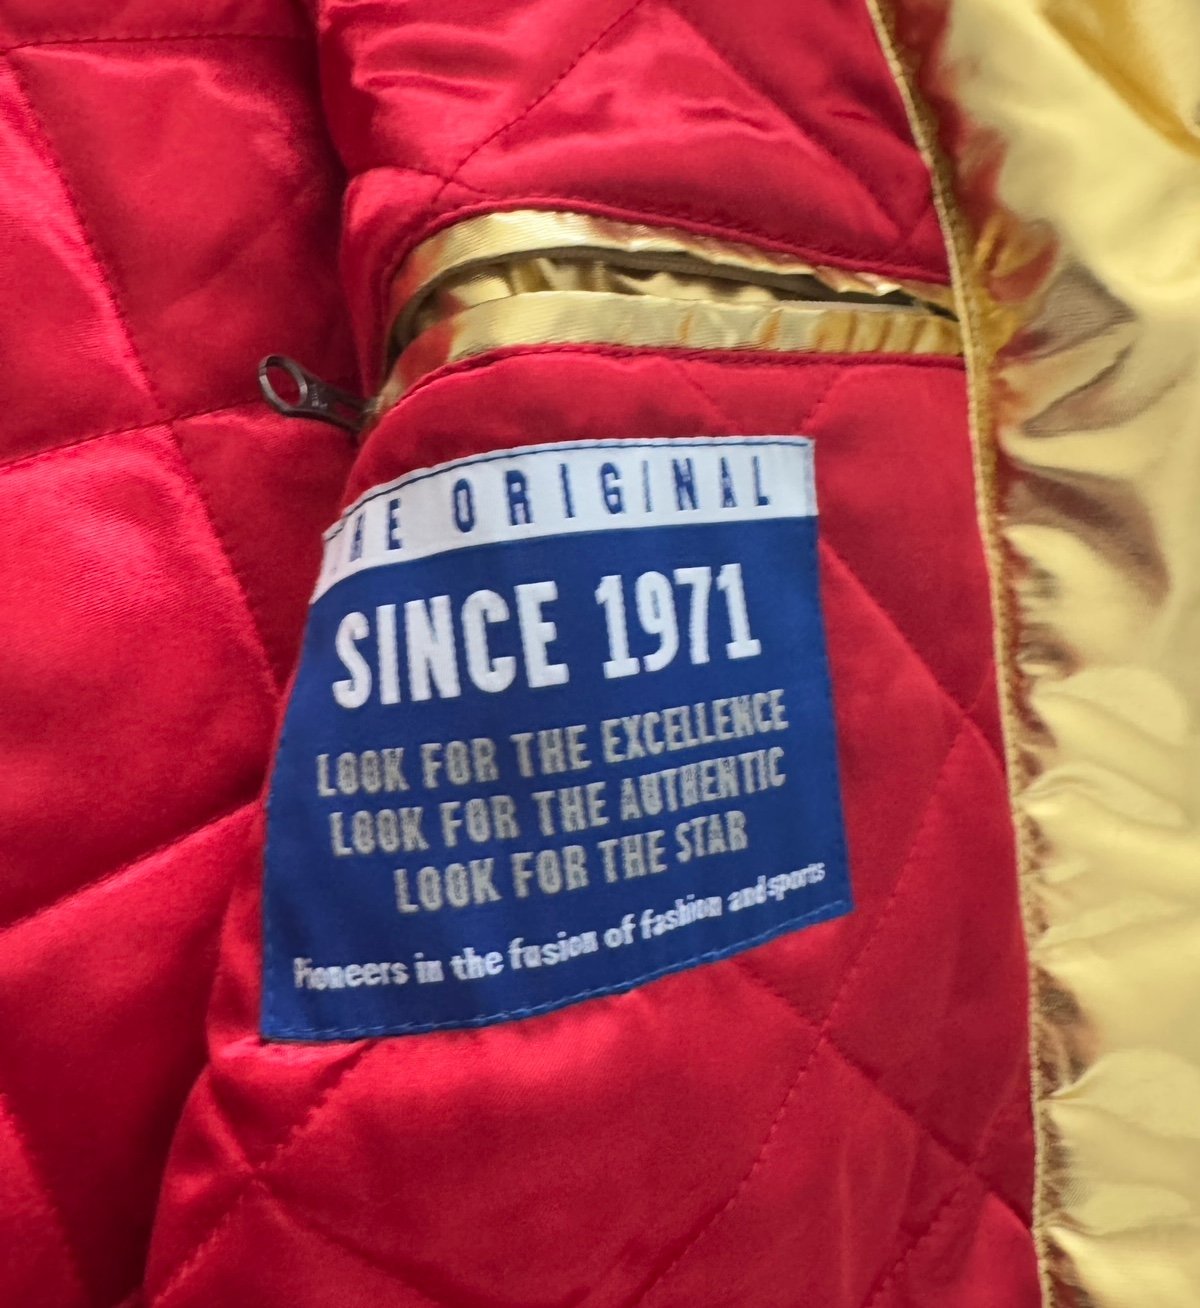 THE ORIGINAL
SINCE 1971
LOOK FOR THE EXCELLENCE
LOOK FOR THE AUTHENTIC
LOOK FOR THE STAR
Pioneers in the fusion of fashion and sports